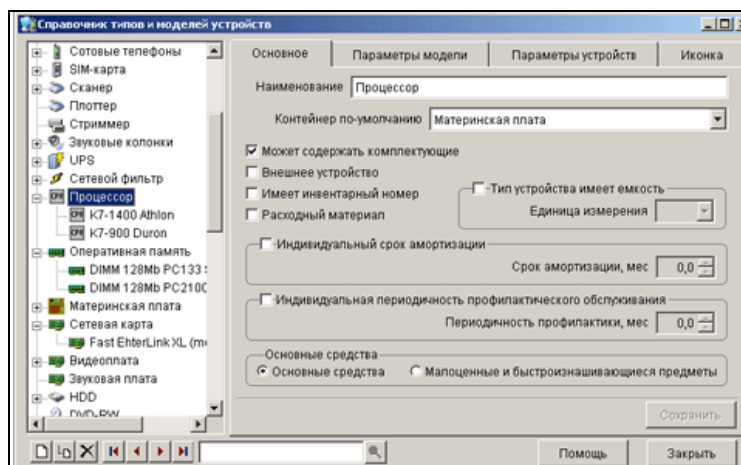 Справочник типов и моделей устройств
Сотовые телефоны
SIM-карта
Сканер
Плоттер
Стриммер
Звуковые колонки
UPS
Сетевой фильтр
Процессор
K7-1400 Athlon
K7-900 Duron
Оперативная память
DIMM 128Mb PC133
DIMM 128Mb PC2100
Материнская плата
Сетевая карта
Fast EhterLink XL
Видеоплата
Звуковая плата
HDD
DVD-RW
Основное
Параметры модели
Параметры устройств
Иконка
Наименование Процессор
Контейнер по-умолчанию Материнская плата
Может содержать комплектующие
Внешнее устройство
Имеет инвентарный номер
Расходный материал
Тип устройства имеет емкость
Единица измерения
Индивидуальный срок амортизации
Срок амортизации, мес 0,0
Индивидуальная периодичность профилактического обслуживания
Периодичность профилактики, мес 0,0
Основные средства
Основные средства Малоценные и быстроизнашивающиеся предметы
Сохранить
Помощь Закрыть